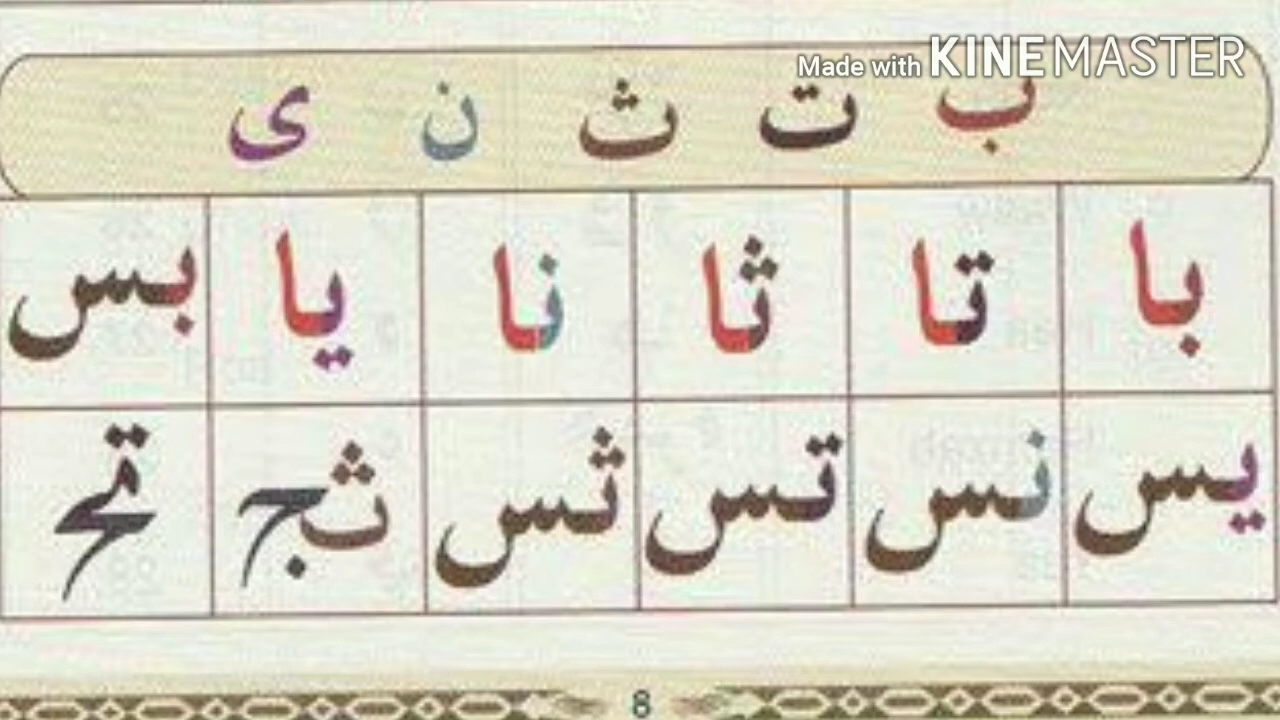 Made with KINEMASTER
ب ت ث ن ی
با تا ثا نا یا بس
یس نس تس ثس ثج تح
8